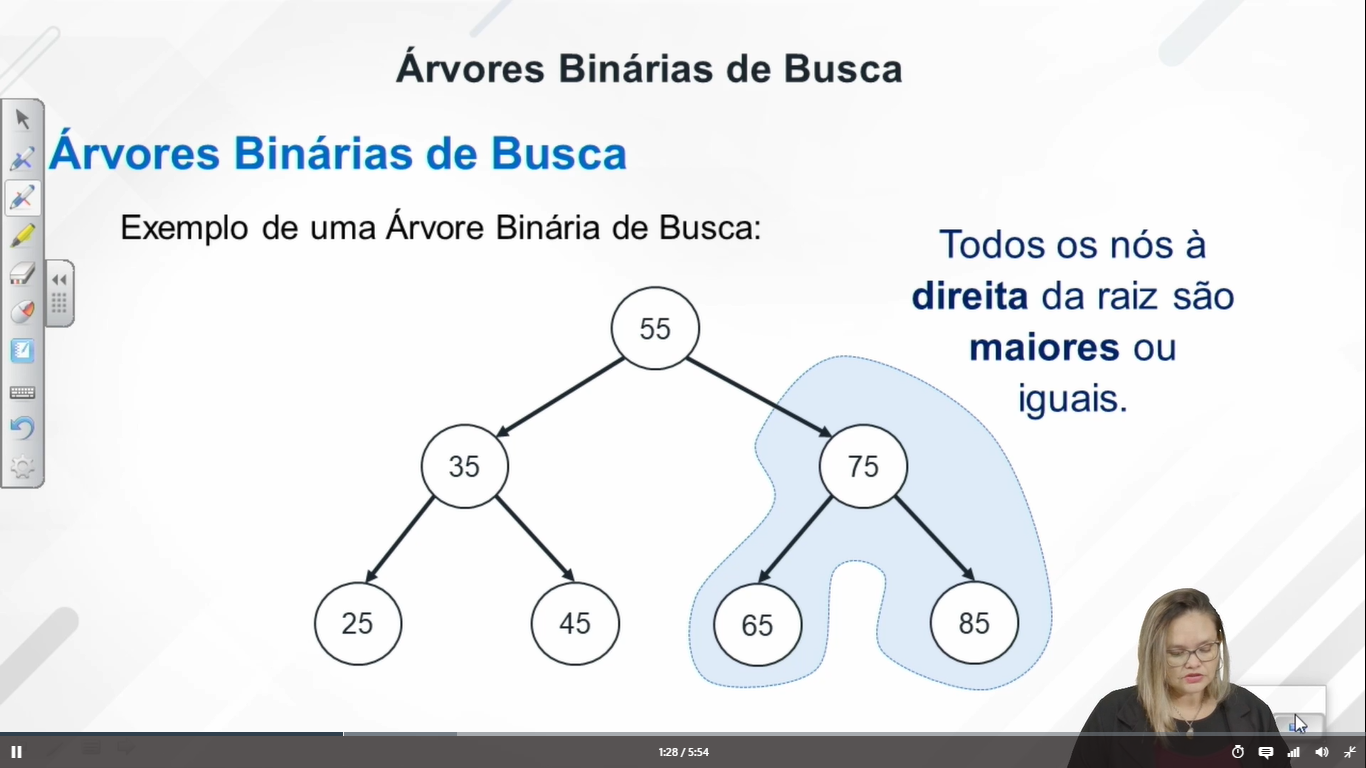 Árvores Binárias de Busca
Árvores Binárias de Busca
Exemplo de uma Árvore Binária de Busca:
Todos os nós à
direita da raiz são
maiores ou
iguais.
55
35
75
25
45
65
85
1:28 / 5:54